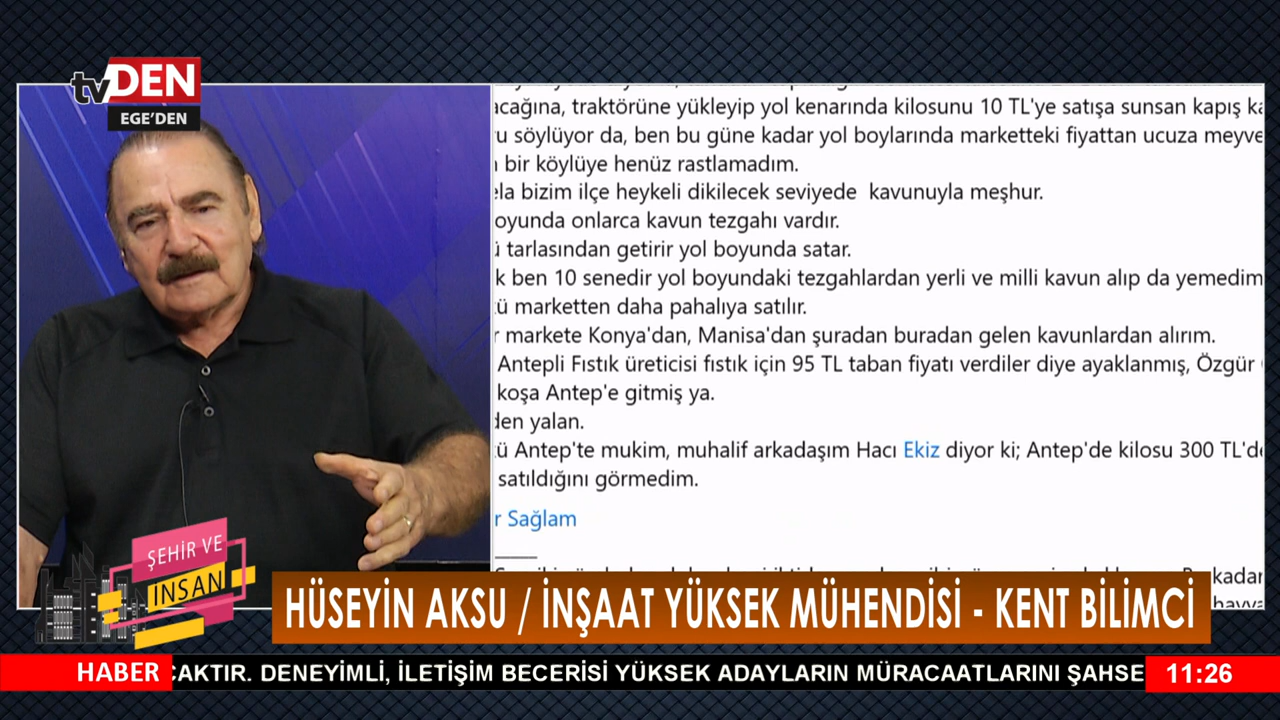 tvDEN
EGE'DEN
acağına, traktörüne yükleyip yol kenarında kilosunu 10 TL'ye satışa sunsan kapış
söylüyor da, ben bu güne kadar yol boylarında marketteki fiyattan ucuza meyve
bir köylüye henüz rastlamadım.
ela bizim ilçe heykeli dikilecek seviyede kavunuyla meşhur.
oyunda onlarca kavun tezgahı vardır.
tarlasından getirir yol boyunda satar.
k ben 10 senedir yol boyundaki tezgahlardan yerli ve milli kavun alıp da yemedim
marketten daha pahalıya satılır.
r markete Konya'dan, Manisa'dan şuradan buradan gelen kavunlardan alırım.
Antepli Fıstık üreticisi fıstık için 95 TL taban fiyatı verdiler diye ayaklanmış, Özgür
koşa Antep'e gitmiş ya.
den yalan.
Antep'te mukim, muhalif arkadaşım Hacı Ekiz diyor ki; Antep'de kilosu 300 TL'de
satıldığını görmedim.
r Sağlam
ŞEHİR VE
İNSAN
HÜSEYİN AKSU / İNŞAAT YÜKSEK MÜHENDİSİ - KENT BİLİMCİ
HABER CAKTIR. DENEYİMLİ, İLETİŞİM BECERİSİ YÜKSEK ADAYLARIN MÜRACAATLARINI ŞAHSE 11:26